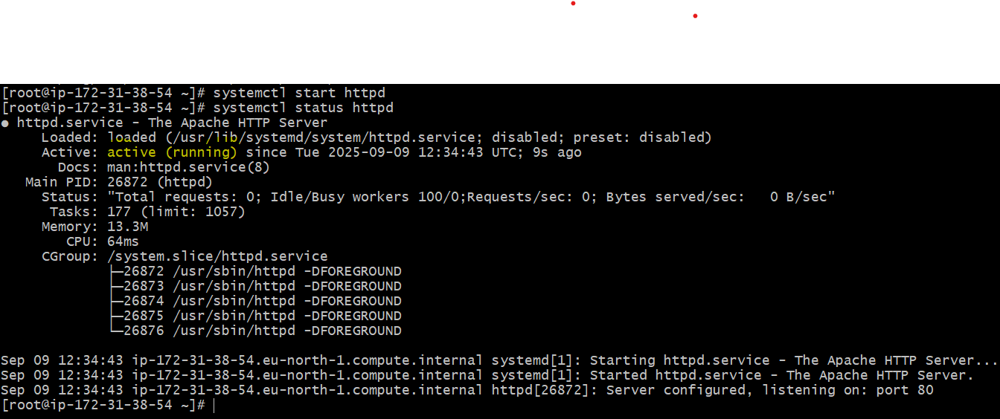 [root@ip-172-31-38-54 ~]# systemctl start httpd
[root@ip-172-31-38-54 ~]# systemctl status httpd
● httpd.service - The Apache HTTP Server
     Loaded: loaded (/usr/lib/systemd/system/httpd.service; disabled; preset: disabled)
     Active: active (running) since Tue 2025-09-09 12:34:43 UTC; 9s ago
       Docs: man:httpd.service(8)
   Main PID: 26872 (httpd)
     Status: "Total requests: 0; Idle/Busy workers 100/0;Requests/sec: 0; Bytes served/sec:   0 B/sec"
      Tasks: 177 (limit: 1057)
     Memory: 13.3M
        CPU: 64ms
     CGroup: /system.slice/httpd.service
             ├─26872 /usr/sbin/httpd -DFOREGROUND
             ├─26873 /usr/sbin/httpd -DFOREGROUND
             ├─26874 /usr/sbin/httpd -DFOREGROUND
             ├─26875 /usr/sbin/httpd -DFOREGROUND
             └─26876 /usr/sbin/httpd -DFOREGROUND

Sep 09 12:34:43 ip-172-31-38-54.eu-north-1.compute.internal systemd[1]: Starting httpd.service - The Apache HTTP Server...
Sep 09 12:34:43 ip-172-31-38-54.eu-north-1.compute.internal systemd[1]: Started httpd.service - The Apache HTTP Server.
Sep 09 12:34:43 ip-172-31-38-54.eu-north-1.compute.internal httpd[26872]: Server configured, listening on: port 80
[root@ip-172-31-38-54 ~]#